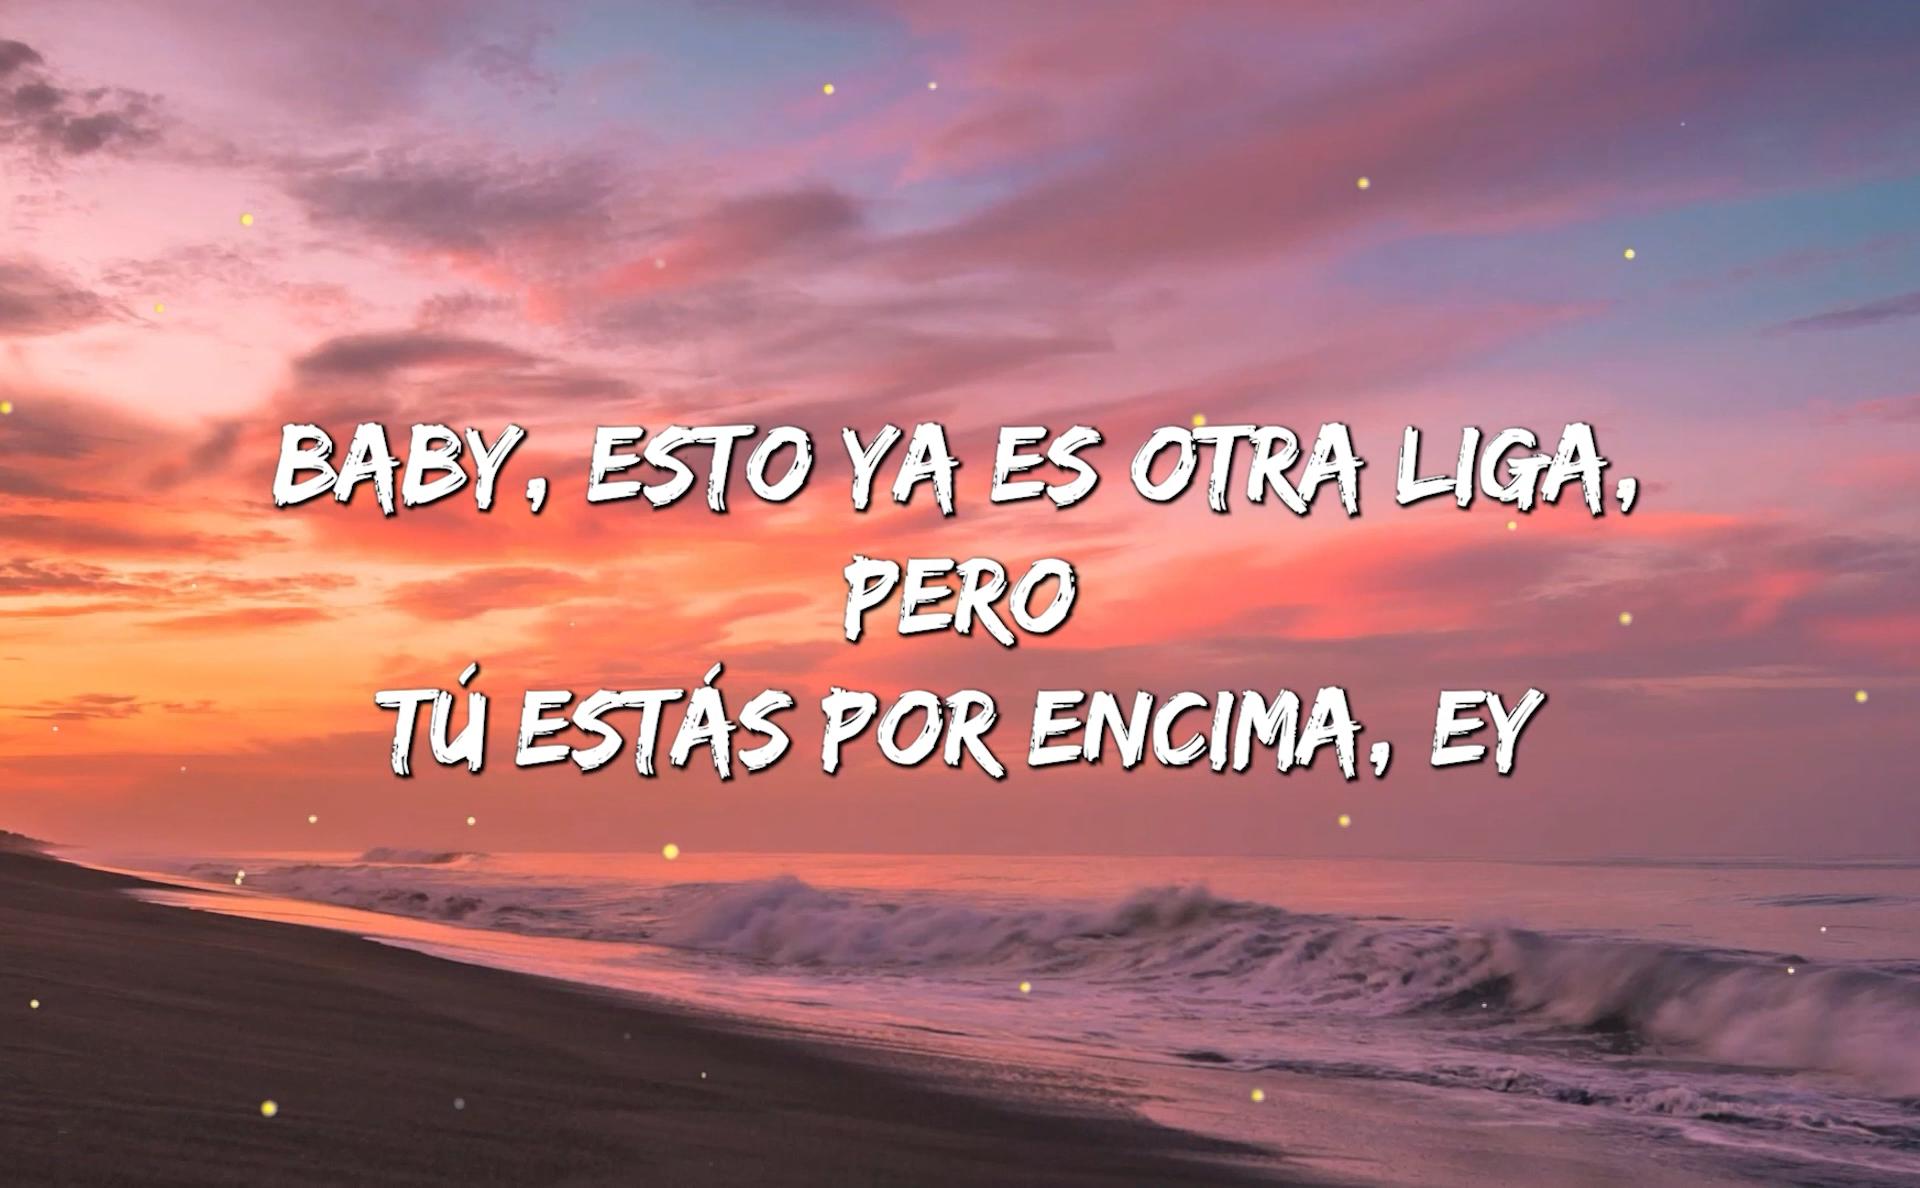 BABY, ESTO YA ES OTRA LIGA,
PERO
TÚ ESTÁS POR ENCIMA, EY